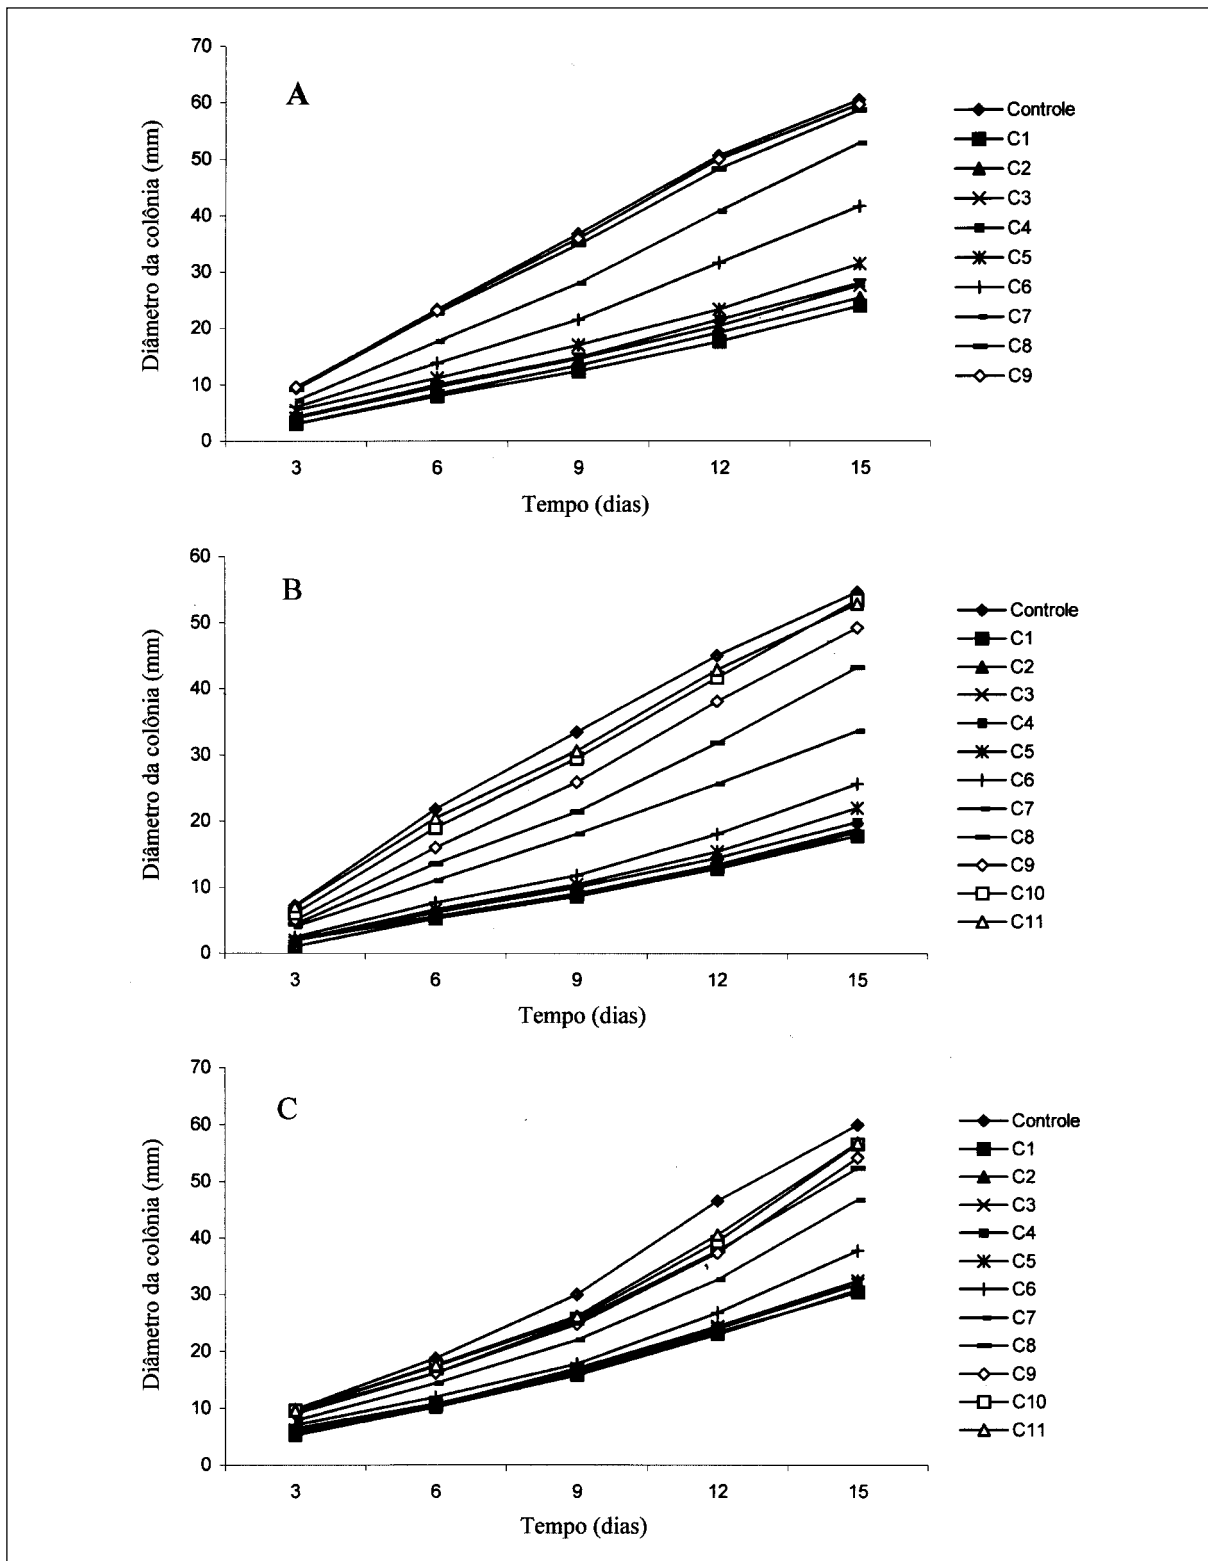 A
Diâmetro da colônia (mm)
70
60
50
40
30
20
10
0
3 6 9 12 15
Tempo (dias)
Controle
C1
C2
C3
C4
C5
C6
C7
C8
C9
B
Diâmetro da colônia (mm)
60
50
40
30
20
10
0
3 6 9 12 15
Tempo (dias)
Controle
C1
C2
C3
C4
C5
C6
C7
C8
C9
C10
C11
C
Diâmetro da colônia (mm)
70
60
50
40
30
20
10
0
3 6 9 12 15
Tempo (dias)
Controle
C1
C2
C3
C4
C5
C6
C7
C8
C9
C10
C11